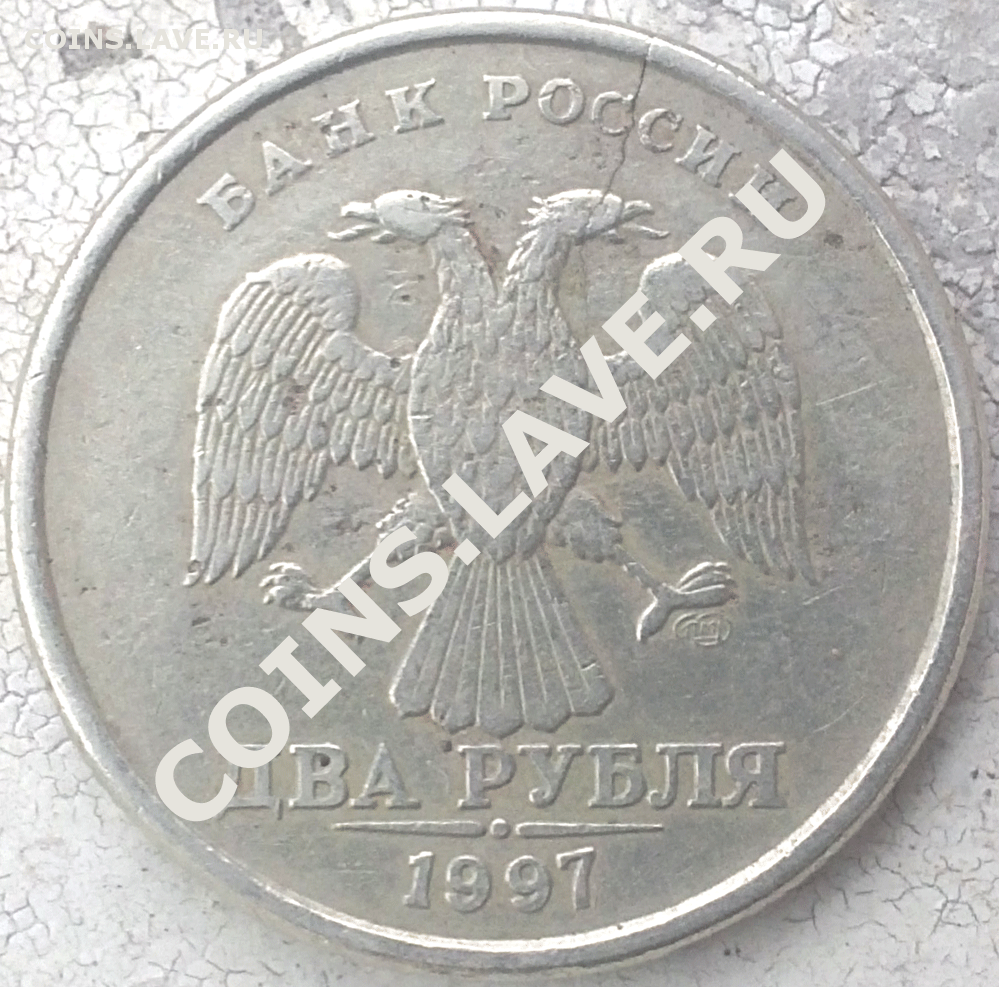 COINS.LAVE.RU
БАНК РОССИИ
COINS.LAVE.RU
ДВА РУБЛЯ
1997